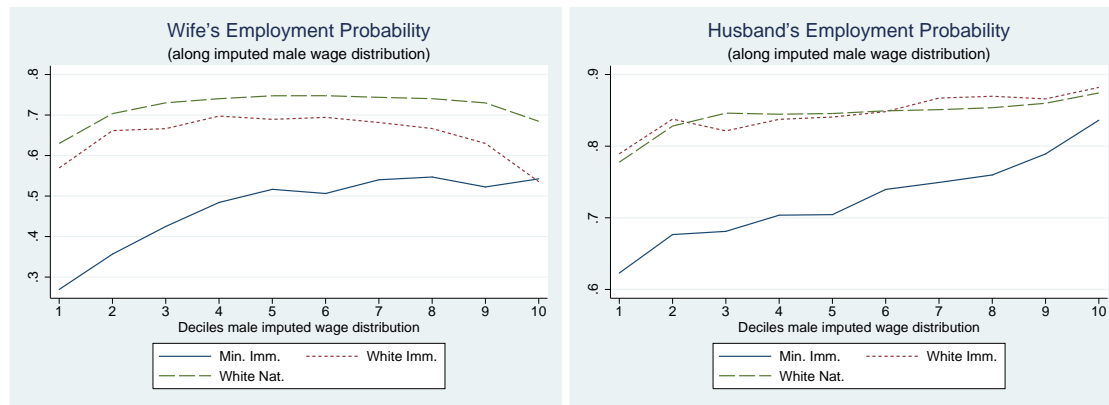 Wife's Employment Probability
(along imputed male wage distribution)
.8
.7
.6
.5
.4
.3
1 2 3 4 5 6 7 8 9 10
Deciles male imputed wage distribution
Min. Imm. White Imm.
White Nat.
Husband's Employment Probability
(along imputed male wage distribution)
.9
.8
.7
.6
1 2 3 4 5 6 7 8 9 10
Deciles male imputed wage distribution
Min. Imm. White Imm.
White Nat.